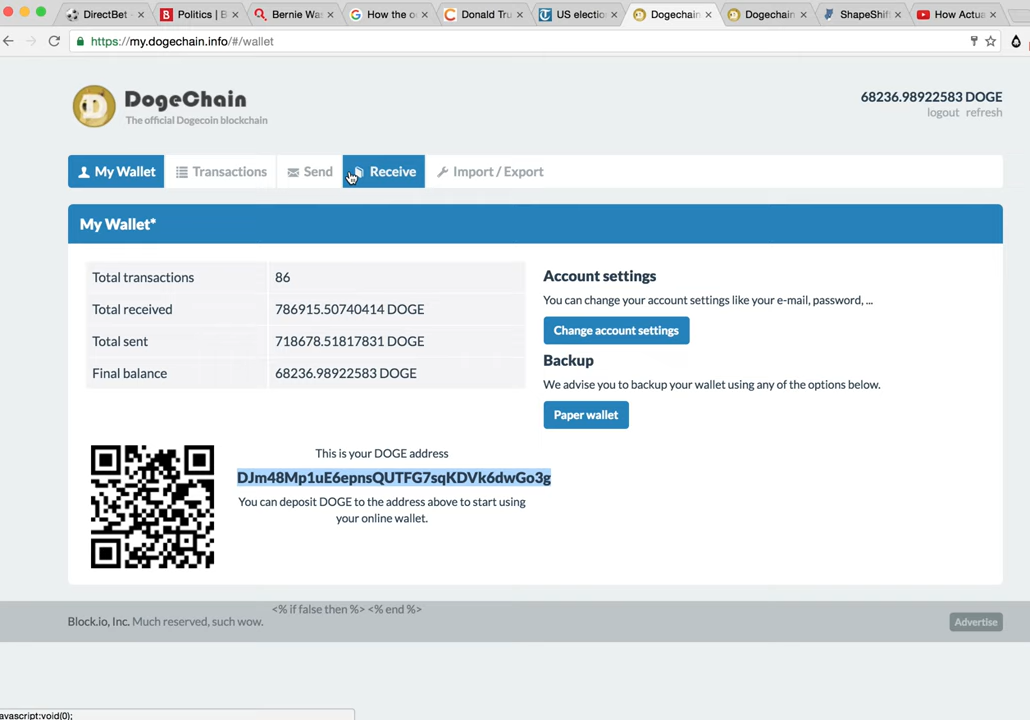 DirectBet
Politics | B
Bernie Wa
How the o
Donald Tru
US electio
Dogechain
Dogechain
ShapeShif
How Actua
https://my.dogechain.info/#/wallet
DogeChain
The official Dogecoin blockchain
68236.98922583 DOGE
logout refresh
My Wallet
Transactions
Send
Receive
Import / Export
My Wallet*
Total transactions 86
Total received 786915.50740414 DOGE
Total sent 718678.51817831 DOGE
Final balance 68236.98922583 DOGE
Account settings
You can change your account settings like your e-mail, password, ...
Change account settings
Backup
We advise you to backup your wallet using any of the options below.
Paper wallet
This is your DOGE address
DJm48Mp1uE6epnsQUTFG7sqKDVk6dwGo3g
You can deposit DOGE to the address above to start using
your online wallet.
<% if false then %> <% end %>
Block.io, Inc. Much reserved, such wow.
Advertise
avascript:void(0);